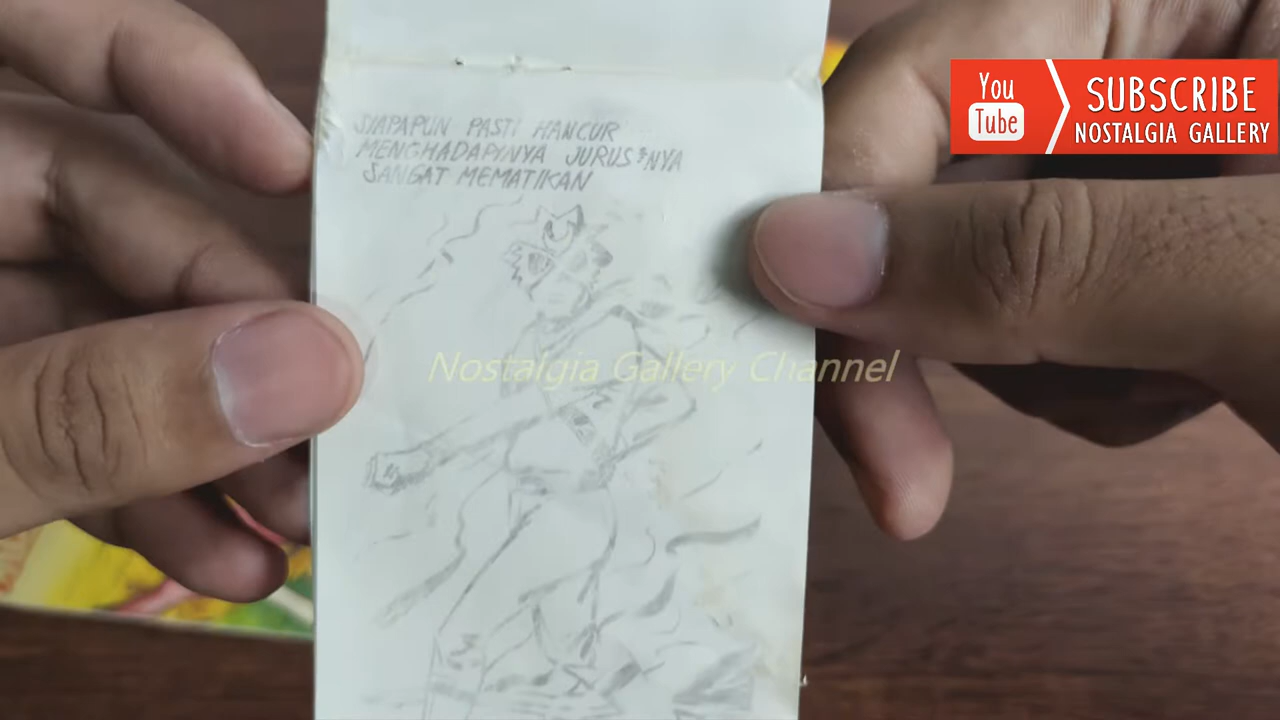 SIAPAPUN PASTI HANCUR
MENGHADAPINYA JURUS²NYA
SANGAT MEMATIKAN
You
Tube
SUBSCRIBE
NOSTALGIA GALLERY
Nostalgia Gallery Channel